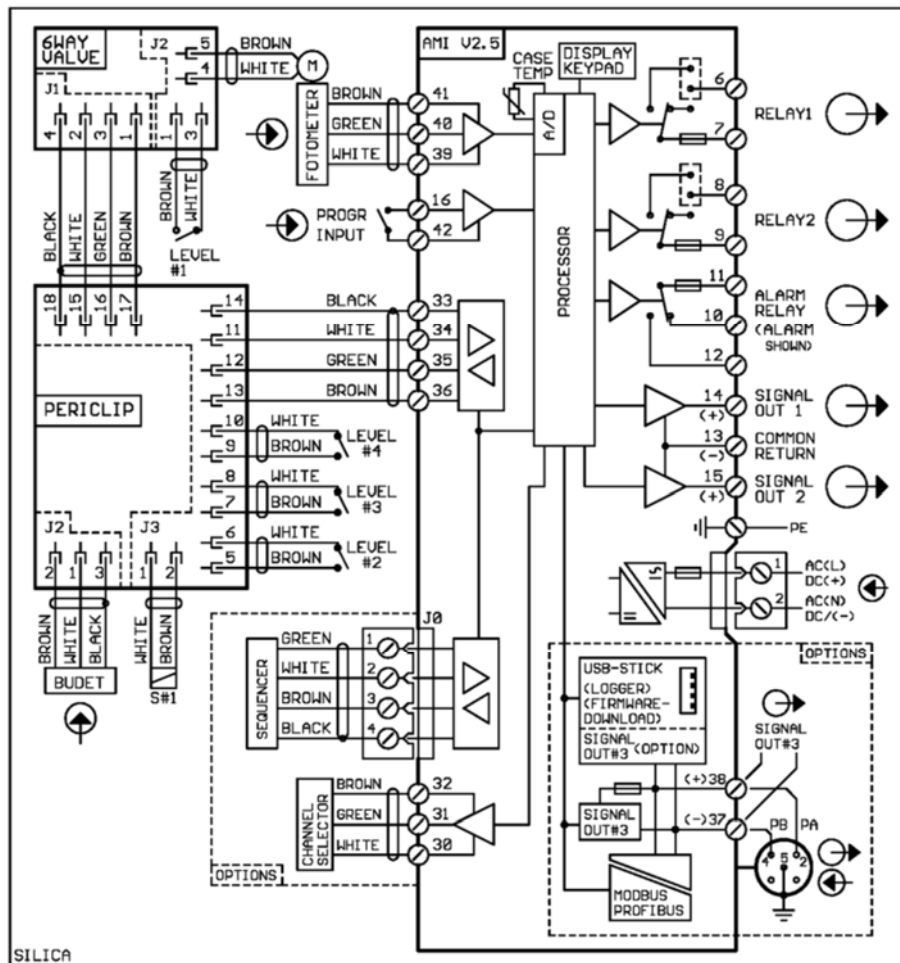 6WAY
VALVE
J2
5
4
BROWN
WHITE
M
J1
4
2
3
1
1
3
BROWN
WHITE
LEVEL
#1
BLACK
WHITE
GREEN
BROWN
18
15
16
17
PERICLIP
14
11
12
13
10
9
8
7
6
5
BLACK
WHITE
GREEN
BROWN
WHITE
BROWN
LEVEL
#4
WHITE
BROWN
LEVEL
#3
WHITE
BROWN
LEVEL
#2
J2
2
1
3
J3
1
2
BROWN
WHITE
BLACK
WHITE
BROWN
BUDET
S#1
FOTOMETER
BROWN
GREEN
WHITE
41
40
39
PROGR
INPUT
16
42
33
34
35
36
AMI V2.5
CASE
TEMP
DISPLAY
KEYPAD
A/D
PROCESSOR
6
7
RELAY1
8
9
RELAY2
11
10
12
ALARM
RELAY
(ALARM
SHOWN)
14
(+)
SIGNAL
OUT 1
13
(-)
COMMON
RETURN
15
(+)
SIGNAL
OUT 2
PE
1
AC(L)
DC(+)
2
AC(N)
DC/(-)
J0
SEQUENCER
GREEN
WHITE
BROWN
BLACK
1
2
3
4
CHANNEL
SELECTOR
BROWN
GREEN
WHITE
32
31
30
OPTIONS
OPTIONS
USB-STICK
(LOGGER)
(FIRMWARE-
DOWNLOAD)
SIGNAL
OUT#3 (OPTION)
SIGNAL
OUT#3
(+)38
(-)37
SIGNAL
OUT#3
PB
PA
4
5
2
MODBUS
PROFIBUS
SILICA